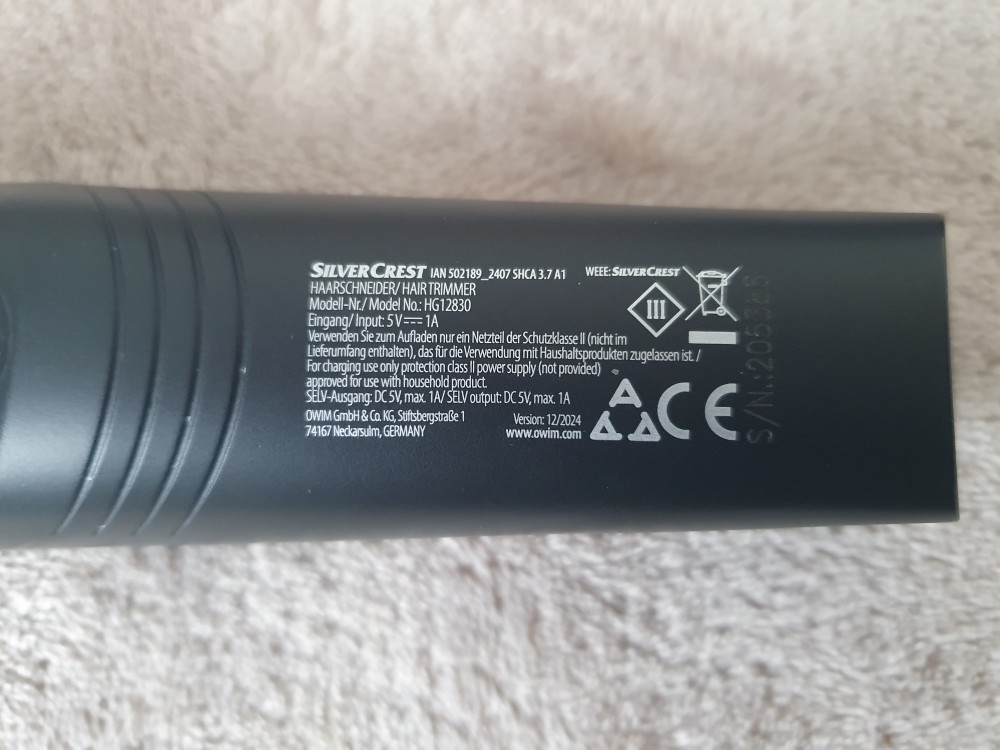 SILVERCREST IAN 502189_2407 SHCA 3.7 A1
WEEE: SILVERCREST
HAARSCHNEIDER/ HAIR TRIMMER
Modell-Nr./ Model No.: HG12830
III
Eingang/ Input: 5V⎓1A
Verwenden Sie zum Aufladen nur ein Netzteil der Schutzklasse II (nicht im
Lieferumfang enthalten), das für die Verwendung mit Haushaltsprodukten zugelassen ist. /
For charging use only protection class II power supply (not provided)
approved for use with household product.
SELV-Ausgang: DC 5V, max. 1A/ SELV output: DC 5V, max. 1A
OWIM GmbH & Co. KG, Stiftsbergstraße 1
74167 Neckarsulm, GERMANY
Version: 12/2024
www.owim.com
CE
S/N.: